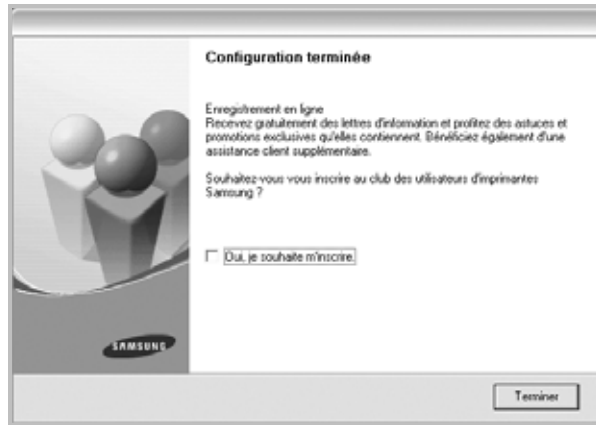 Configuration terminée
Enregistrement en ligne
Recevez gratuitement des lettres d'information et profitez des astuces et
promotions exclusives qu'elles contiennent. Bénéficiez également d'une
assistance client supplémentaire.
Souhaitez-vous vous inscrire au club des utilisateurs d'imprimantes
Samsung ?
Oui, je souhaite m'inscrire.
SAMSUNG
Terminer